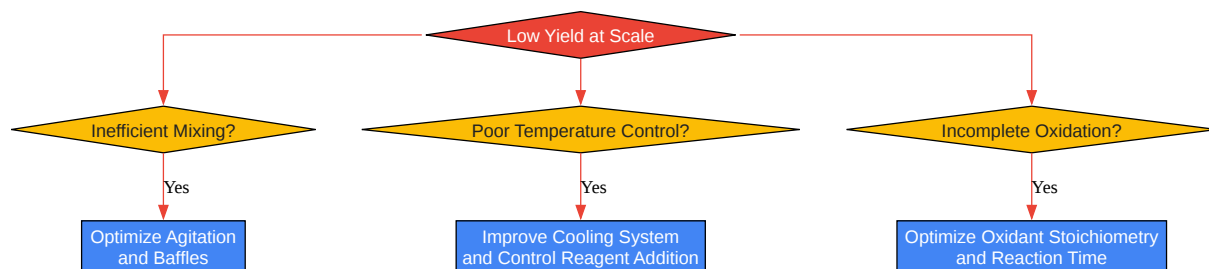 Low Yield at Scale
Inefficient Mixing?
Poor Temperature Control?
Incomplete Oxidation?
Yes
Yes
Yes
Optimize Agitation
and Baffles
Improve Cooling System
and Control Reagent Addition
Optimize Oxidant Stoichiometry
and Reaction Time